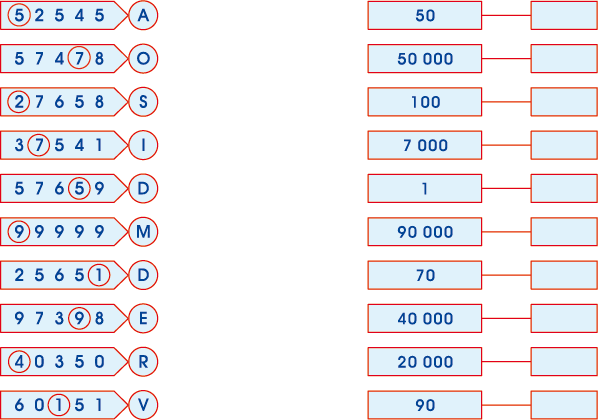 5 2 5 4 5 A 50
5 7 4 7 8 O 50 000
2 7 6 5 8 S 100
3 7 5 4 1 I 7 000
5 7 6 5 9 D 1
9 9 9 9 9 M 90 000
2 5 6 5 1 D 70
9 7 3 9 8 E 40 000
4 0 3 5 0 R 20 000
6 0 1 5 1 V 90